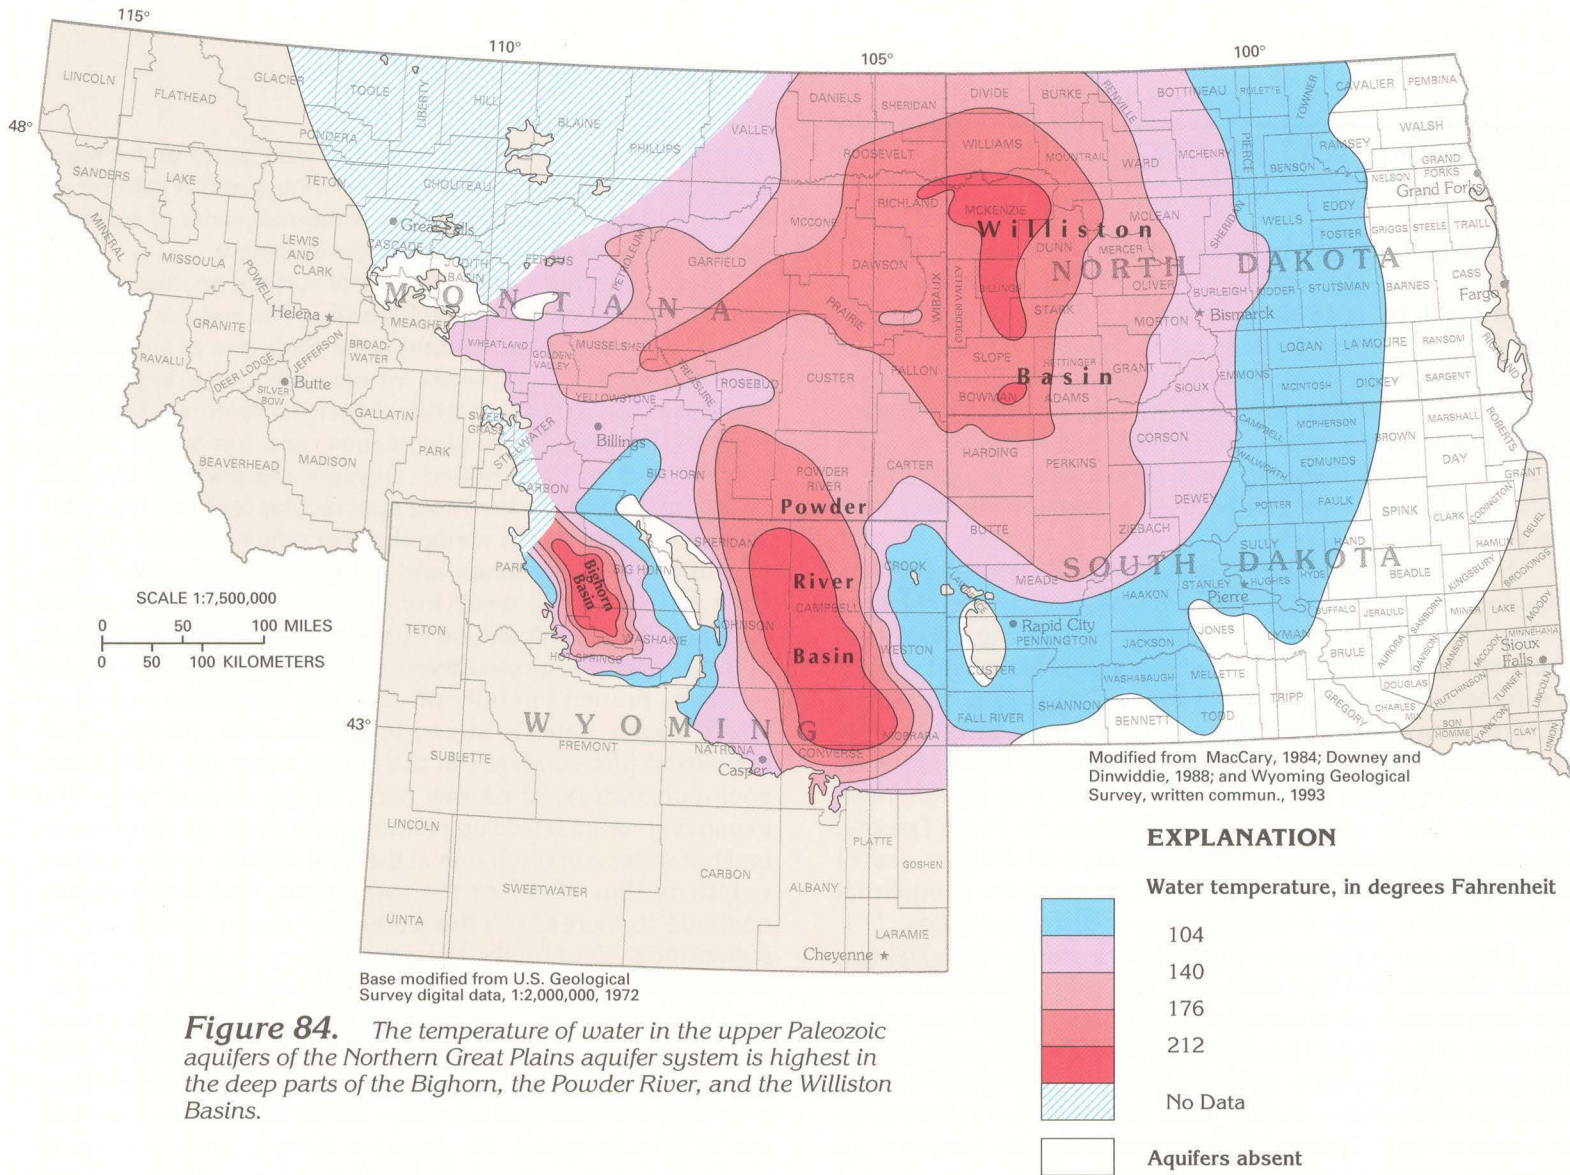 115°
110°
105°
100°
48°
43°
LINCOLN
FLATHEAD
GLACIER
TOOLE
LIBERTY
HILL
BLAINE
PHILLIPS
VALLEY
DANIELS
SHERIDAN
DIVIDE
BURKE
RENVILLE
BOTTINEAU
ROLETTE
TOWNER
CAVALIER
PEMBINA
PONDERA
ROOSEVELT
WILLIAMS
MOUNTRAIL
WARD
MCHENRY
PIERCE
BENSON
RAMSEY
WALSH
SANDERS
LAKE
TETON
CHOUTEAU
NELSON
GRAND
FORKS
Grand Forks
MINERAL
Great Falls
CASCADE
RICHLAND
MCCONE
MCKENZIE
MCLEAN
SHERIDAN
WELLS
EDDY
FOSTER
GRIGGS
STEELE
TRAILL
MISSOULA
POWELL
LEWIS
AND
CLARK
JUDITH
BASIN
FERGUS
PETROLEUM
GARFIELD
DAWSON
WIBAUX
GOLDEN VALLEY
Williston
DUNN
MERCER
OLIVER
NORTH DAKOTA
BURLEIGH
KIDDER
STUTSMAN
BARNES
CASS
Fargo
MONTANA
BILLINGS
Helena
GRANITE
MEAGHER
PRAIRIE
STARK
MORTON
Bismarck
RAVALLI
DEER LODGE
JEFFERSON
BROAD-
WATER
WHEATLAND
GOLDEN
VALLEY
MUSSELSHELL
TREASURE
ROSEBUD
CUSTER
FALLON
SLOPE
HETTINGER
GRANT
SIOUX
EMMONS
LOGAN
LA MOURE
RANSOM
RICHLAND
Butte
SILVER
BOW
GALLATIN
SWEET
GRASS
YELLOWSTONE
BOWMAN
Basin
ADAMS
MCINTOSH
DICKEY
SARGENT
BEAVERHEAD
MADISON
PARK
STILLWATER
Billings
CARBON
BIG HORN
POWDER
RIVER
CARTER
HARDING
PERKINS
CORSON
CAMPBELL
MCPHERSON
BROWN
MARSHALL
ROBERTS
WALWORTH
EDMUNDS
DAY
GRANT
Powder
DEWEY
POTTER
FAULK
SPINK
CLARK
CODINGTON
DEUEL
PARK
BIG HORN
SHERIDAN
CROOK
BUTTE
ZIEBACH
SULLY
HAND
HAMLIN
Bighorn
Basin
River
CAMPBELL
LAWRENCE
MEADE
SOUTH DAKOTA
HAAKON
STANLEY
HUGHES
HYDE
Pierre
BEADLE
KINGSBURY
BROOKINGS
SCALE 1:7,500,000
0 50 100 MILES
0 50 100 KILOMETERS
TETON
WASHAKIE
JOHNSON
HOT SPRINGS
Basin
WESTON
Rapid City
PENNINGTON
CUSTER
JACKSON
JONES
LYMAN
BUFFALO
JERAULD
SANBORN
MINER
LAKE
MOODY
BRULE
AURORA
DAVISON
HANSON
MCCOOK
MINNEHAHA
Sioux
Falls
WASHABAUGH
MELLETTE
TRIPP
GREGORY
DOUGLAS
CHARLES
MIX
HUTCHINSON
TURNER
LINCOLN
BON
HOMME
YANKTON
CLAY
UNION
FALL RIVER
SHANNON
BENNETT
TODD
WYOMING
SUBLETTE
FREMONT
NATRONA
Casper
CONVERSE
NIOBRARA
LINCOLN
SWEETWATER
CARBON
ALBANY
PLATTE
GOSHEN
UINTA
LARAMIE
Cheyenne
Modified from MacCary, 1984; Downey and
Dinwiddie, 1988; and Wyoming Geological
Survey, written commun., 1993
Base modified from U.S. Geological
Survey digital data, 1:2,000,000, 1972
EXPLANATION
Water temperature, in degrees Fahrenheit
104
140
176
212
No Data
Aquifers absent
Figure 84. The temperature of water in the upper Paleozoic
aquifers of the Northern Great Plains aquifer system is highest in
the deep parts of the Bighorn, the Powder River, and the Williston
Basins.